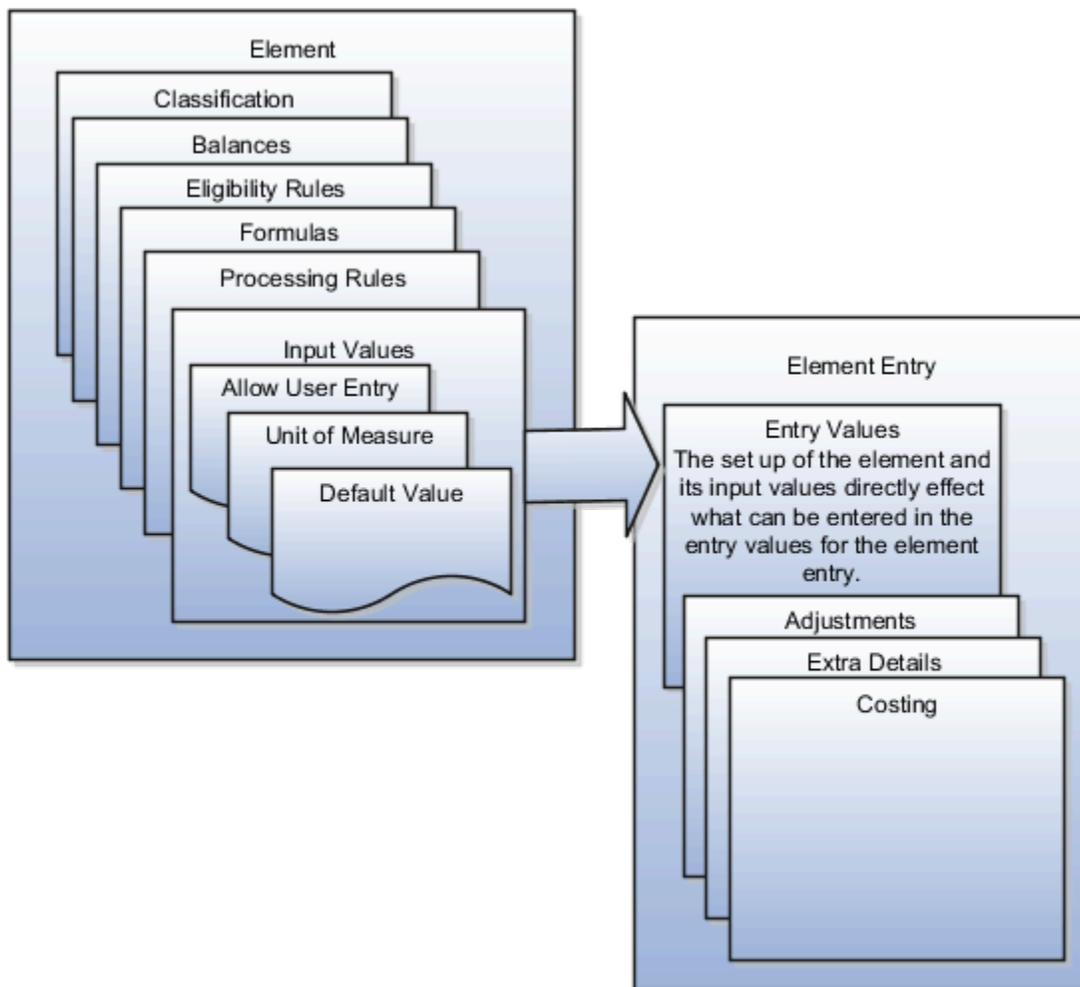 Element
Classification
Balances
Eligibility Rules
Formulas
Processing Rules
Input Values
Allow User Entry
Unit of Measure
Default Value
Element Entry
Entry Values
The set up of the element and
its input values directly effect
what can be entered in the
entry values for the element
entry.
Adjustments
Extra Details
Costing